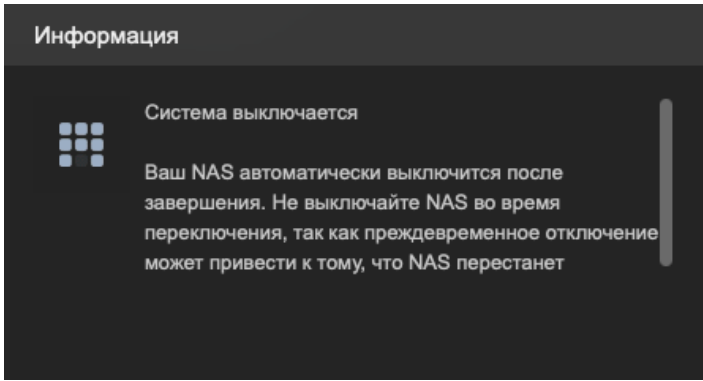 Информация
Система выключается
Ваш NAS автоматически выключится после
завершения. Не выключайте NAS во время
переключения, так как преждевременное отключение
может привести к тому, что NAS перестанет